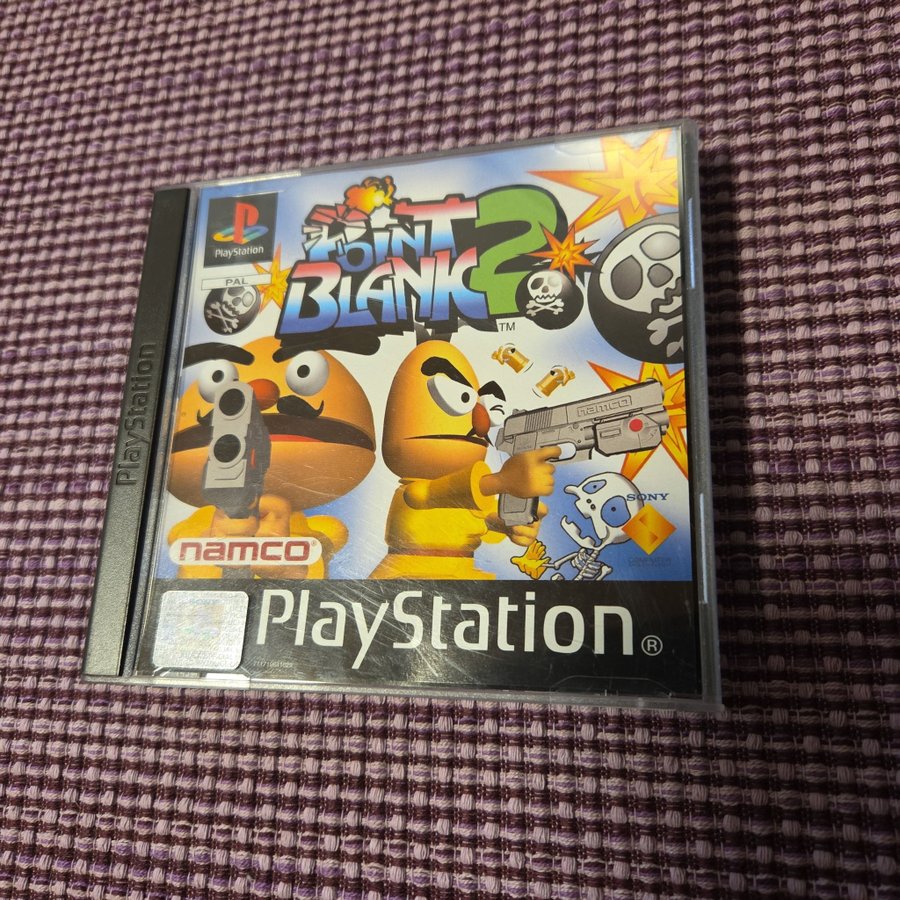 PlayStation
PlayStation
PAL
POINT
BLANK 2
TM
namco
SONY
namco®
PlayStation®